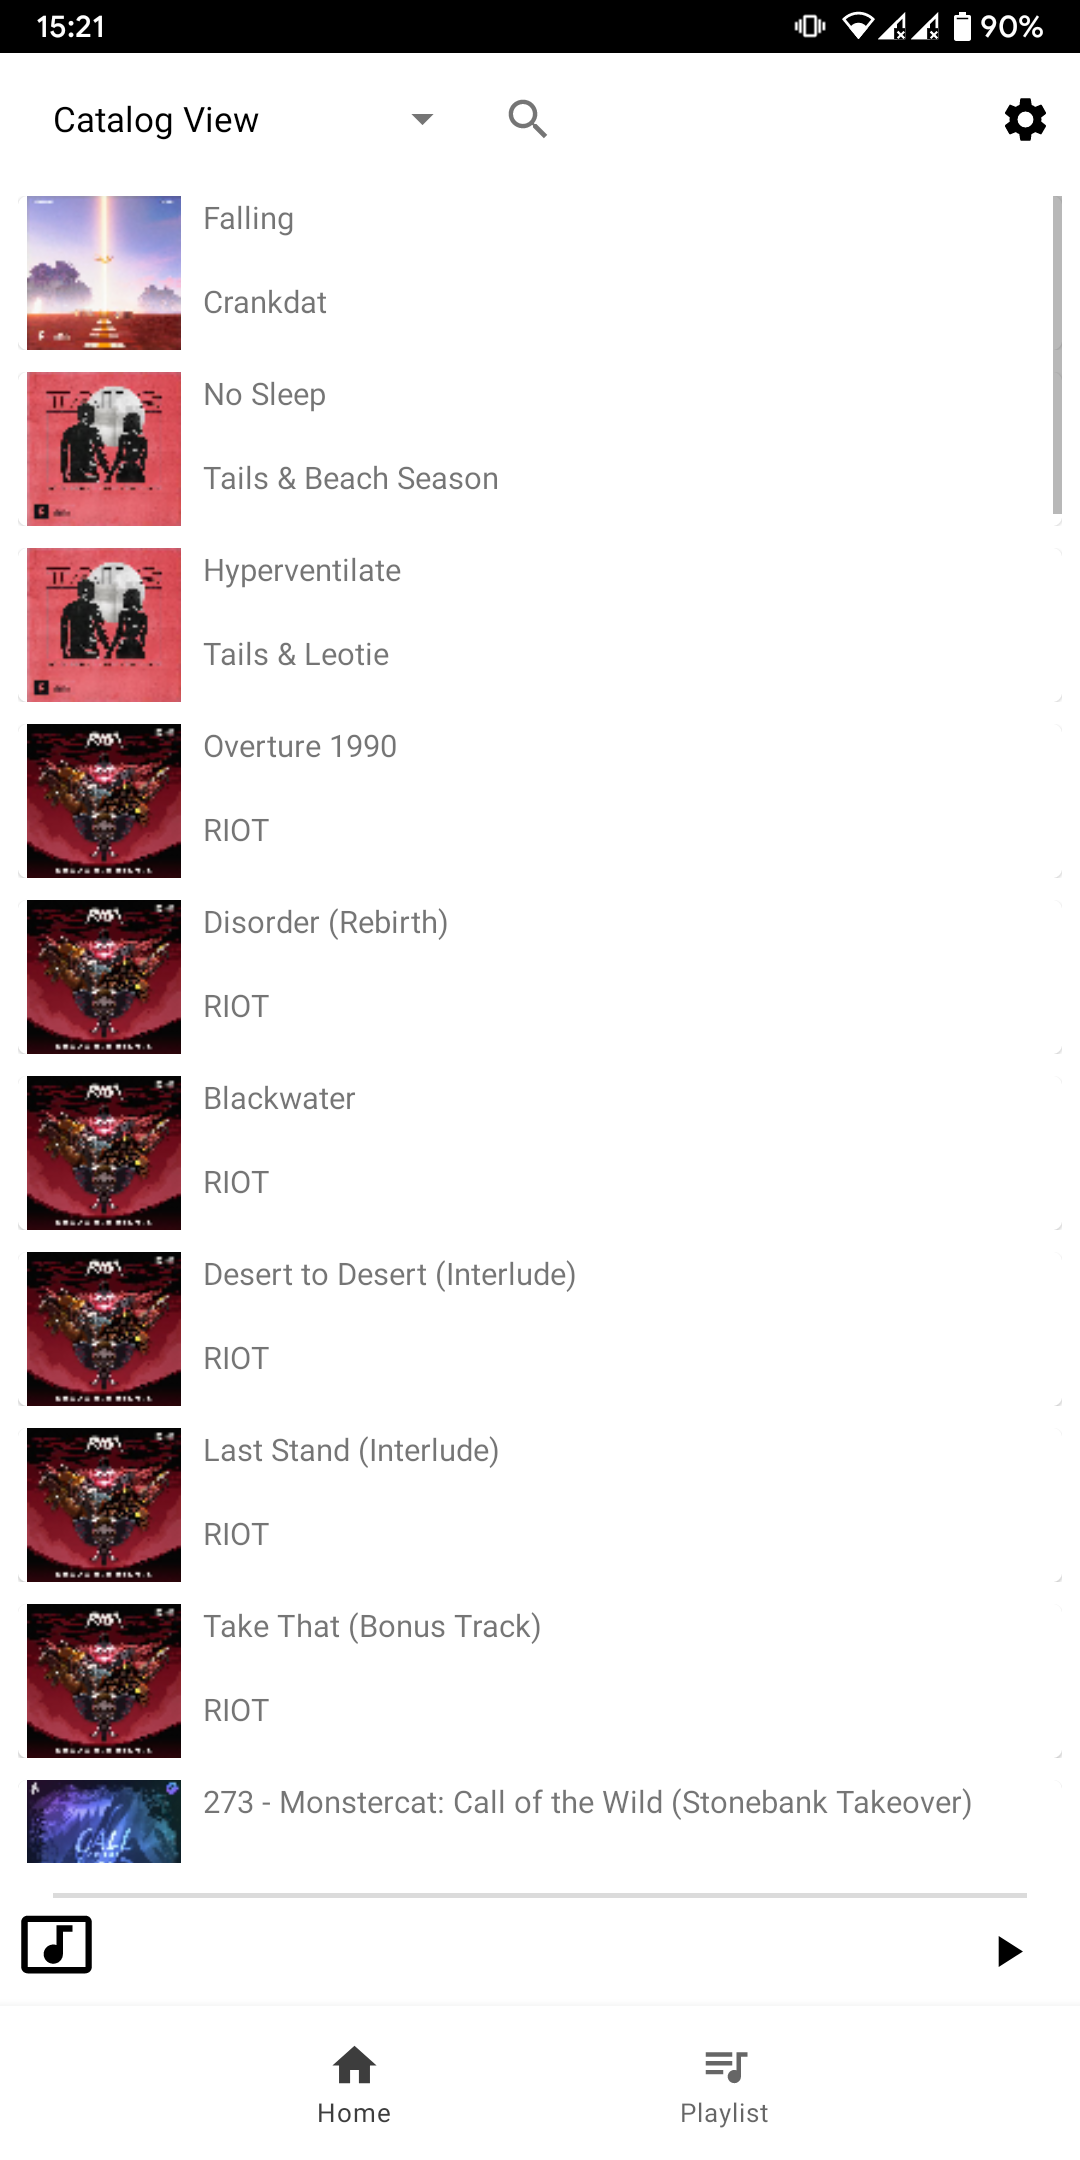 15:21
90%
Catalog View
Falling
Crankdat
No Sleep
Tails & Beach Season
Hyperventilate
Tails & Leotie
Overture 1990
RIOT
Disorder (Rebirth)
RIOT
Blackwater
RIOT
Desert to Desert (Interlude)
RIOT
Last Stand (Interlude)
RIOT
Take That (Bonus Track)
RIOT
CALL
273 - Monstercat: Call of the Wild (Stonebank Takeover)
Home
Playlist